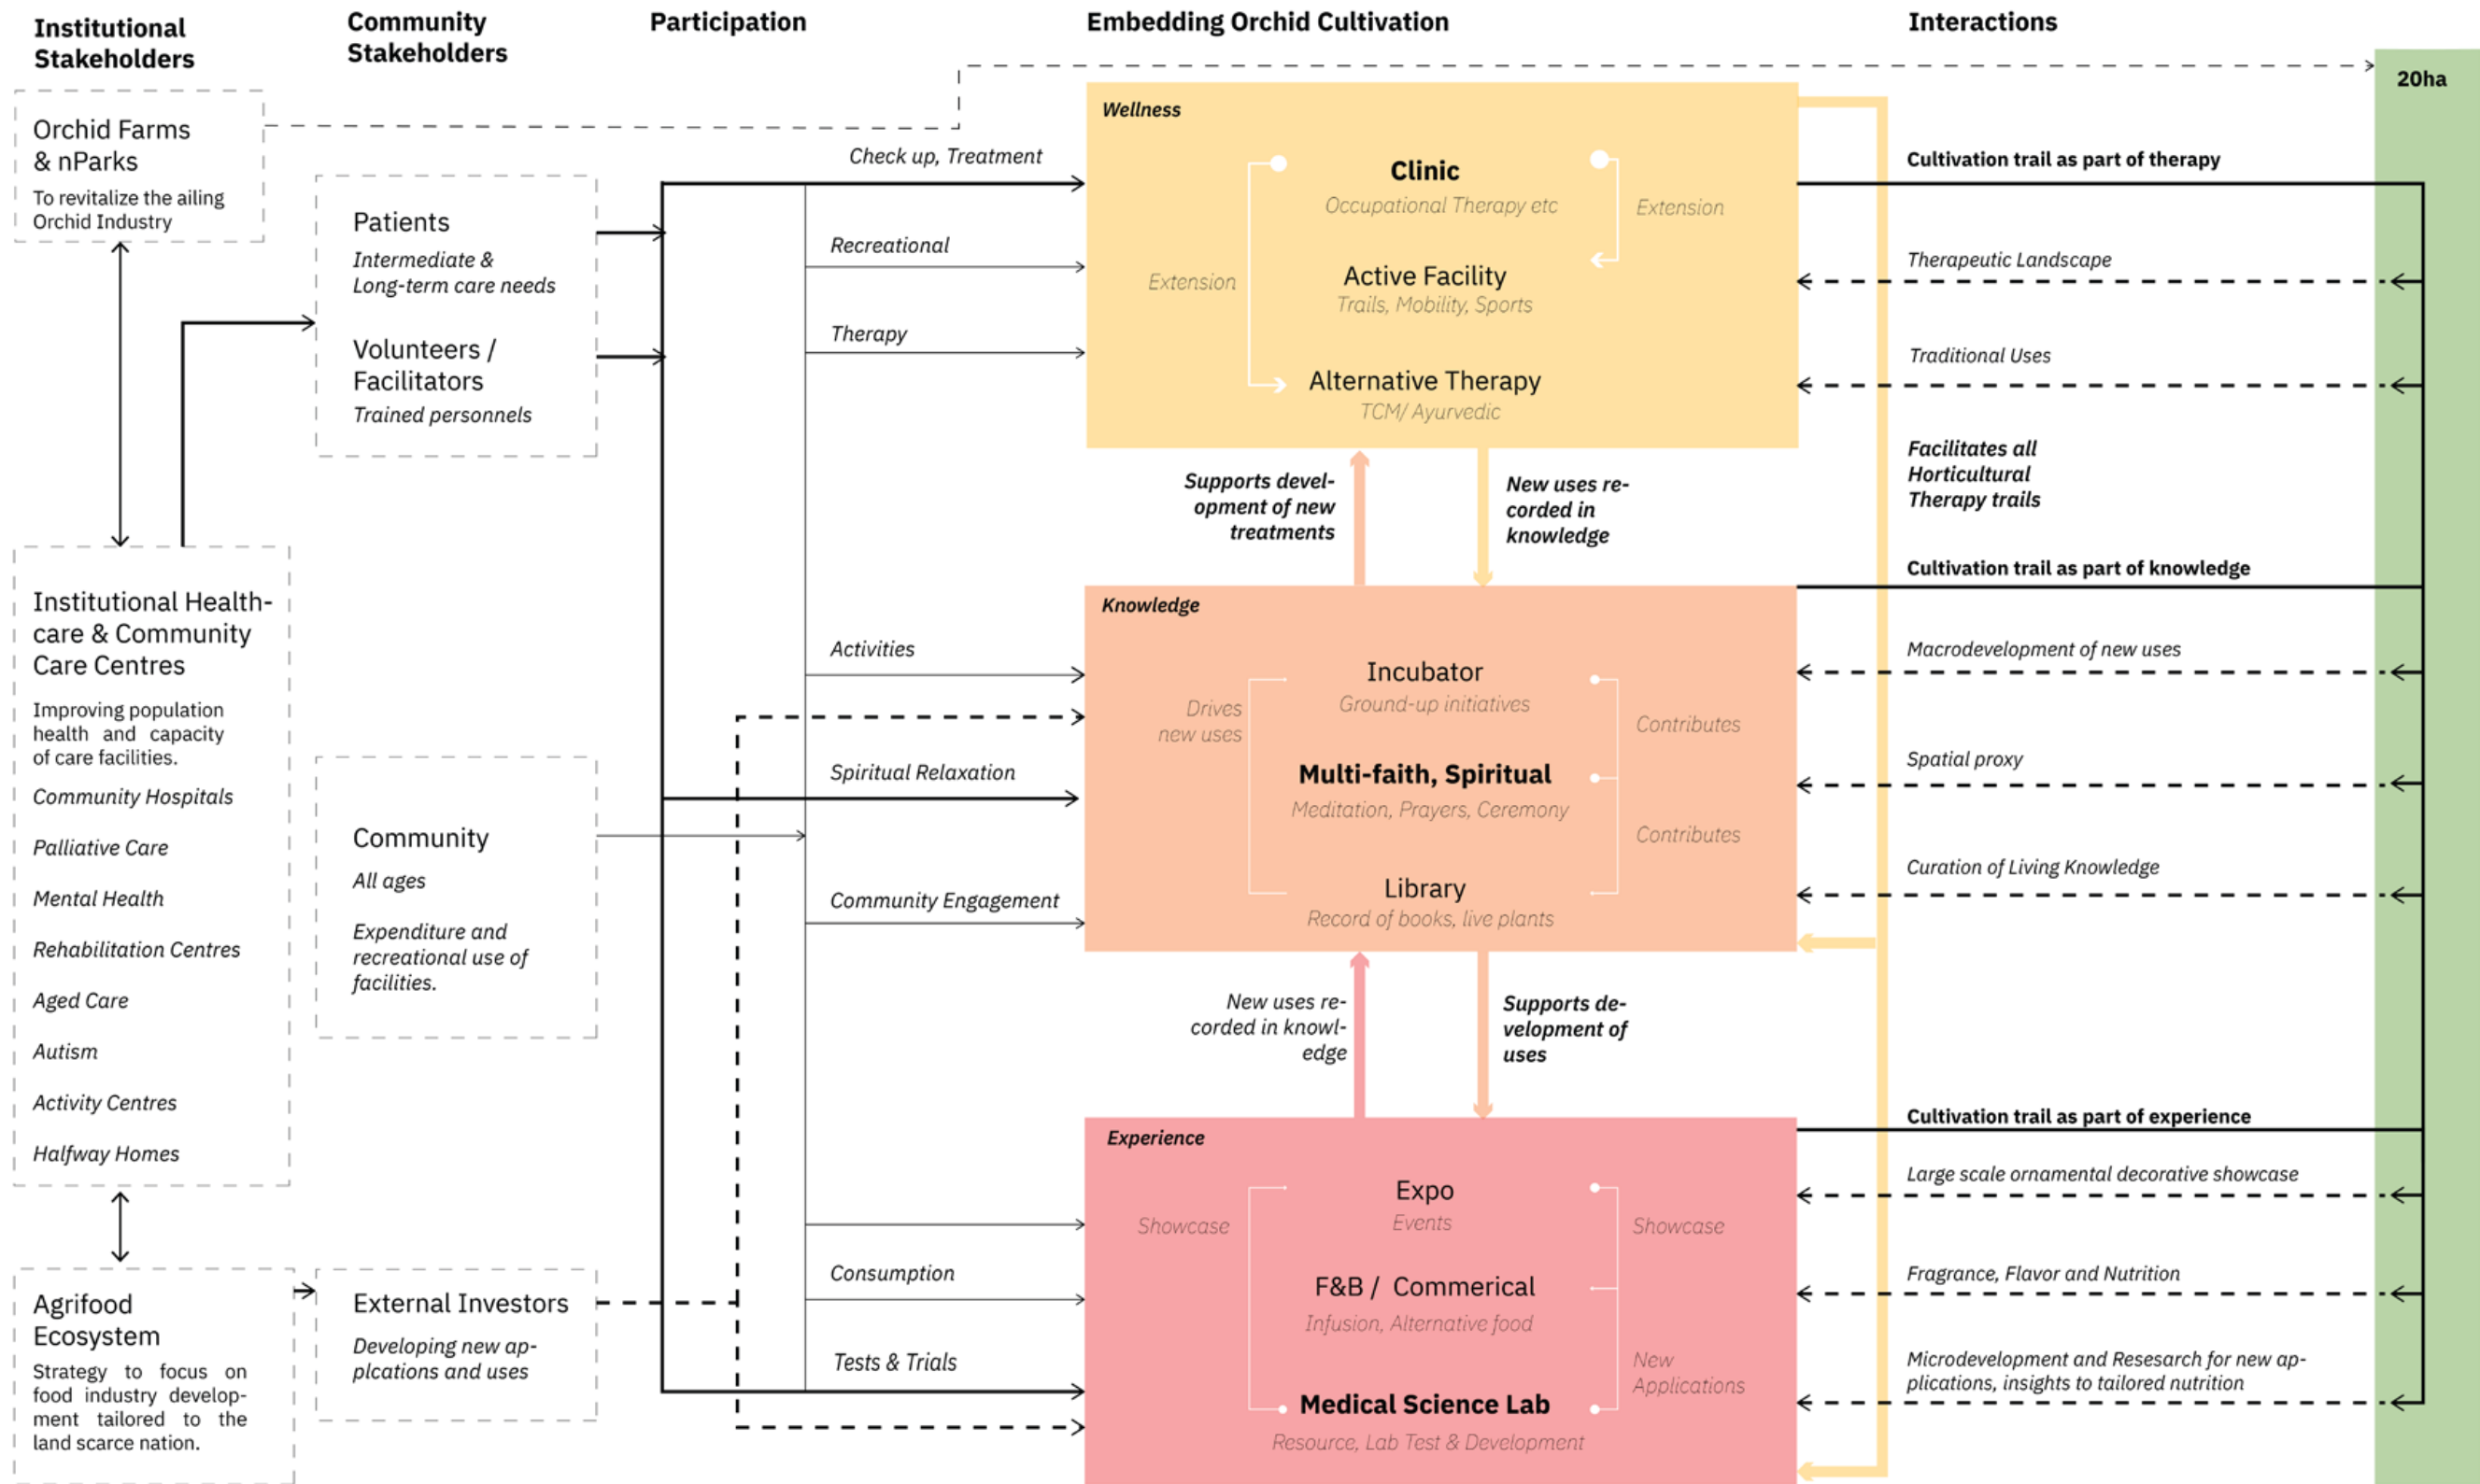 Institutional
Stakeholders
Community
Stakeholders
Participation
Embedding Orchid Cultivation
Interactions
20ha
Orchid Farms
& nParks
To revitalize the ailing
Orchid Industry
Institutional Health-
care & Community
Care Centres
Improving population
health and capacity
of care facilities.
Community Hospitals
Palliative Care
Mental Health
Rehabilitation Centres
Aged Care
Autism
Activity Centres
Halfway Homes
Agrifood
Ecosystem
Strategy to focus on
food industry develop-
ment tailored to the
land scarce nation.
Patients
Intermediate &
Long-term care needs
Volunteers /
Facilitators
Trained personnels
Community
All ages
Expenditure and
recreational use of
facilities.
External Investors
Developing new ap-
plcations and uses
Check up, Treatment
Recreational
Therapy
Activities
Spiritual Relaxation
Community Engagement
Consumption
Tests & Trials
Wellness
Clinic
Occupational Therapy etc
Extension
Active Facility
Trails, Mobility, Sports
Extension
Alternative Therapy
TCM/ Ayurvedic
Supports devel-
opment of new
treatments
New uses re-
corded in
knowledge
Knowledge
Incubator
Ground-up initiatives
Drives
new uses
Contributes
Multi-faith, Spiritual
Meditation, Prayers, Ceremony
Contributes
Library
Record of books, live plants
New uses re-
corded in knowl-
edge
Supports de-
velopment of
uses
Experience
Expo
Events
Showcase
Showcase
F&B / Commerical
Infusion, Alternative food
New
Applications
Medical Science Lab
Resource, Lab Test & Development
Cultivation trail as part of therapy
Therapeutic Landscape
Traditional Uses
Facilitates all
Horticultural
Therapy trails
Cultivation trail as part of knowledge
Macrodevelopment of new uses
Spatial proxy
Curation of Living Knowledge
Cultivation trail as part of experience
Large scale ornamental decorative showcase
Fragrance, Flavor and Nutrition
Microdevelopment and Resesarch for new ap-
plications, insights to tailored nutrition